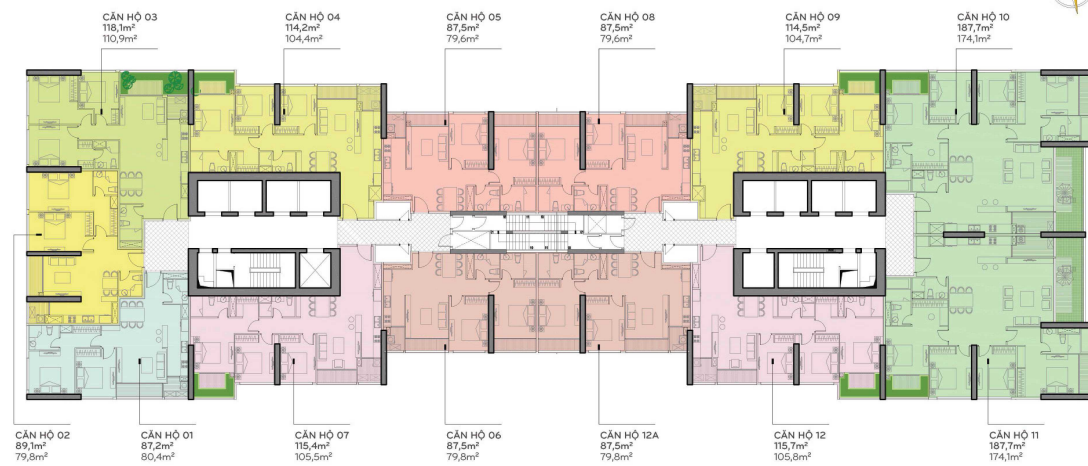 CĂN HỘ 03
118,1m²
110,9m²
CĂN HỘ 04
114,2m²
104,4m²
CĂN HỘ 05
87,5m²
79,6m²
CĂN HỘ 08
87,5m²
79,6m²
CĂN HỘ 09
114,5m²
104,7m²
CĂN HỘ 10
187,7m²
174,1m²
CĂN HỘ 02
89,1m²
79,8m²
CĂN HỘ 01
87,2m²
80,4m²
CĂN HỘ 07
115,4m²
105,5m²
CĂN HỘ 06
87,5m²
79,8m²
CĂN HỘ 12A
87,5m²
79,8m²
CĂN HỘ 12
115,7m²
105,8m²
CĂN HỘ 11
187,7m²
174,1m²